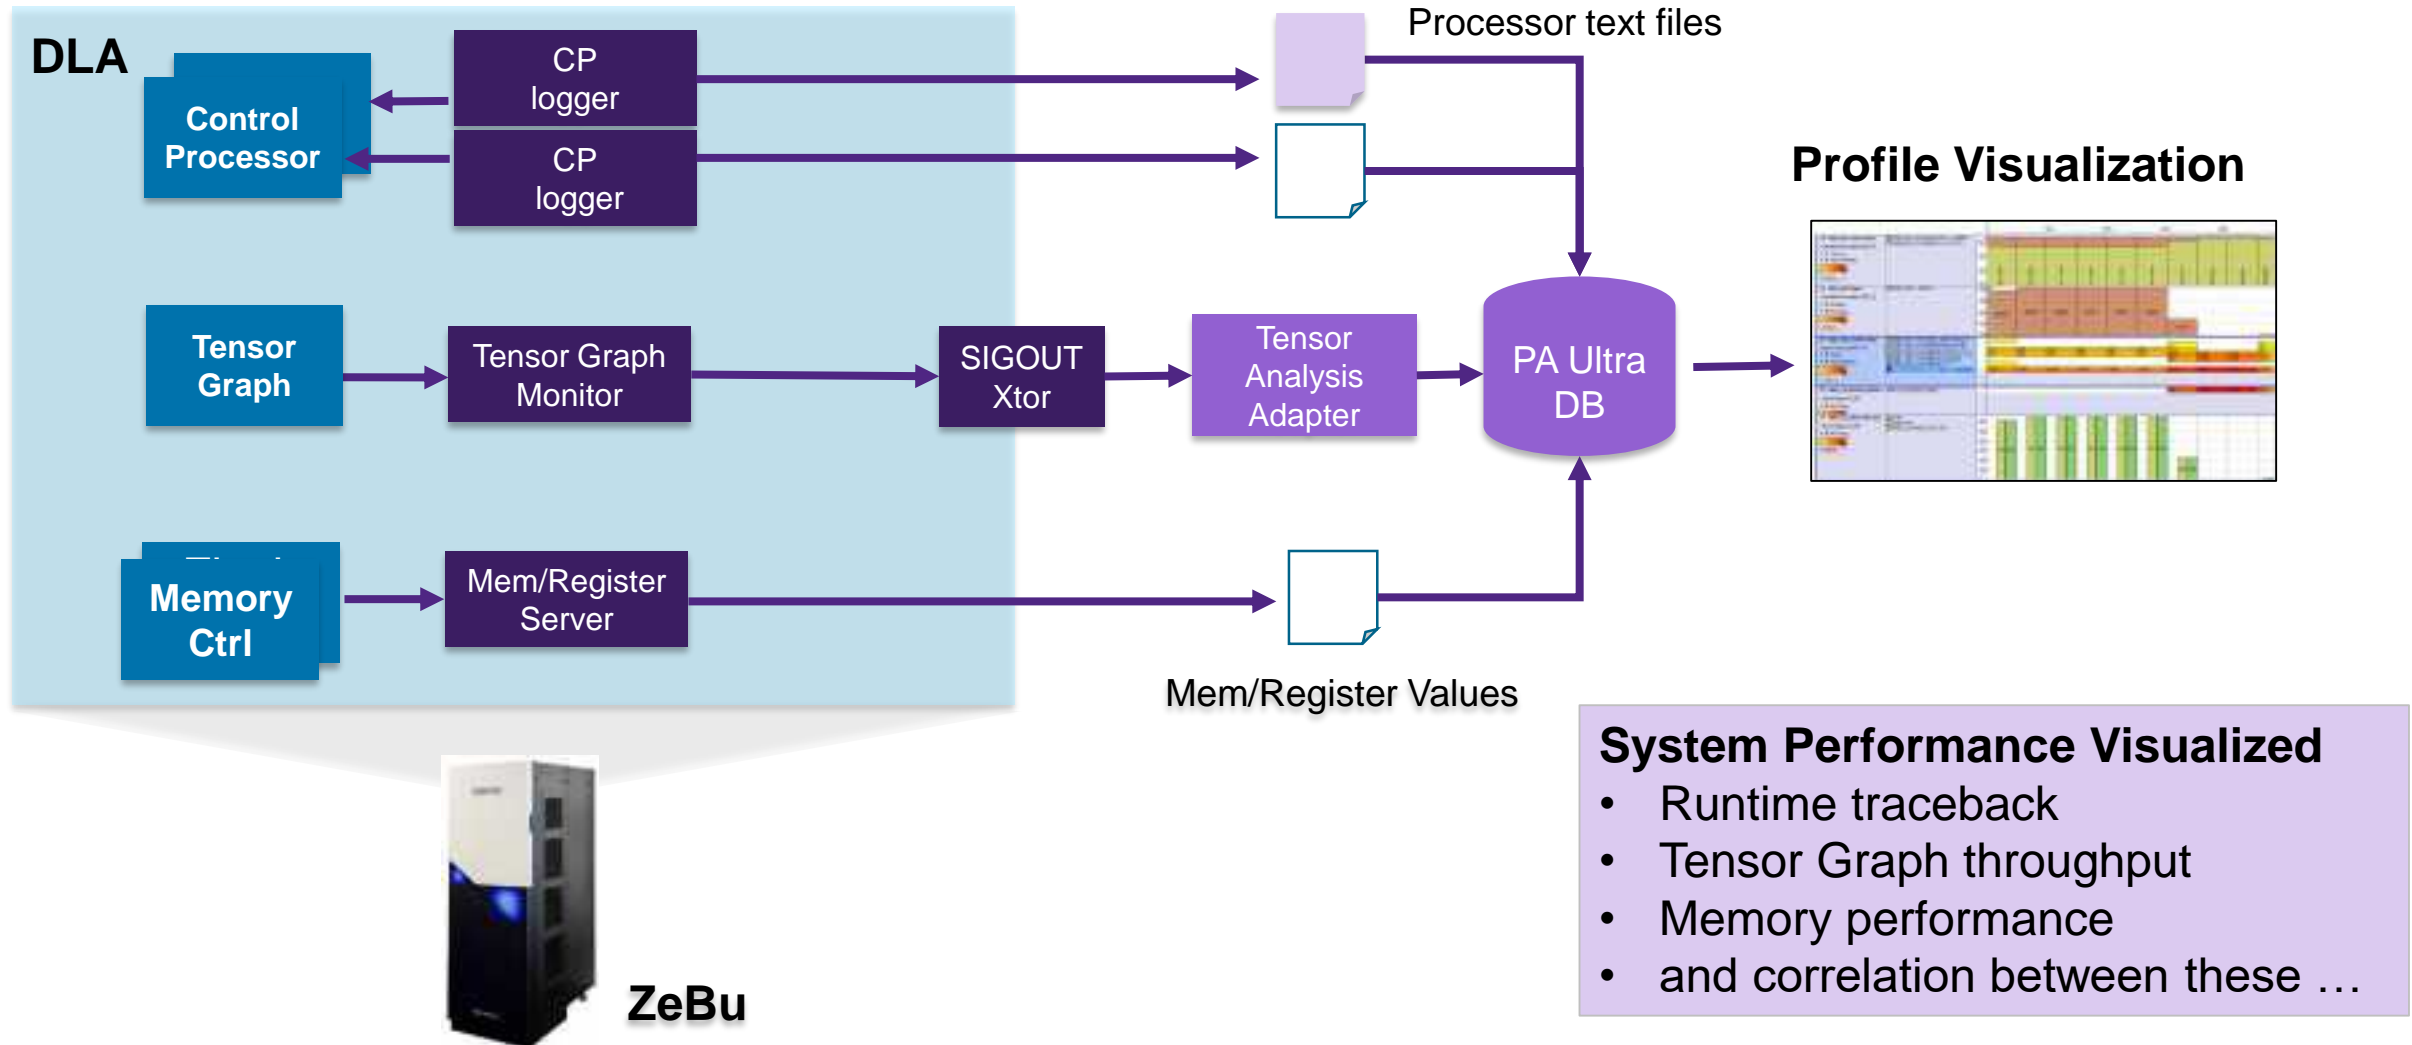 DLA
Control
Processor
CP
logger
CP
logger
Processor text files
Profile Visualization
Tensor
Graph
Tensor Graph
Monitor
SIGOUT
Xtor
Tensor
Analysis
Adapter
PA Ultra
DB
Memory
Ctrl
Mem/Register
Server
Mem/Register Values
ZeBu
System Performance Visualized
• Runtime traceback
• Tensor Graph throughput
• Memory performance
• and correlation between these …